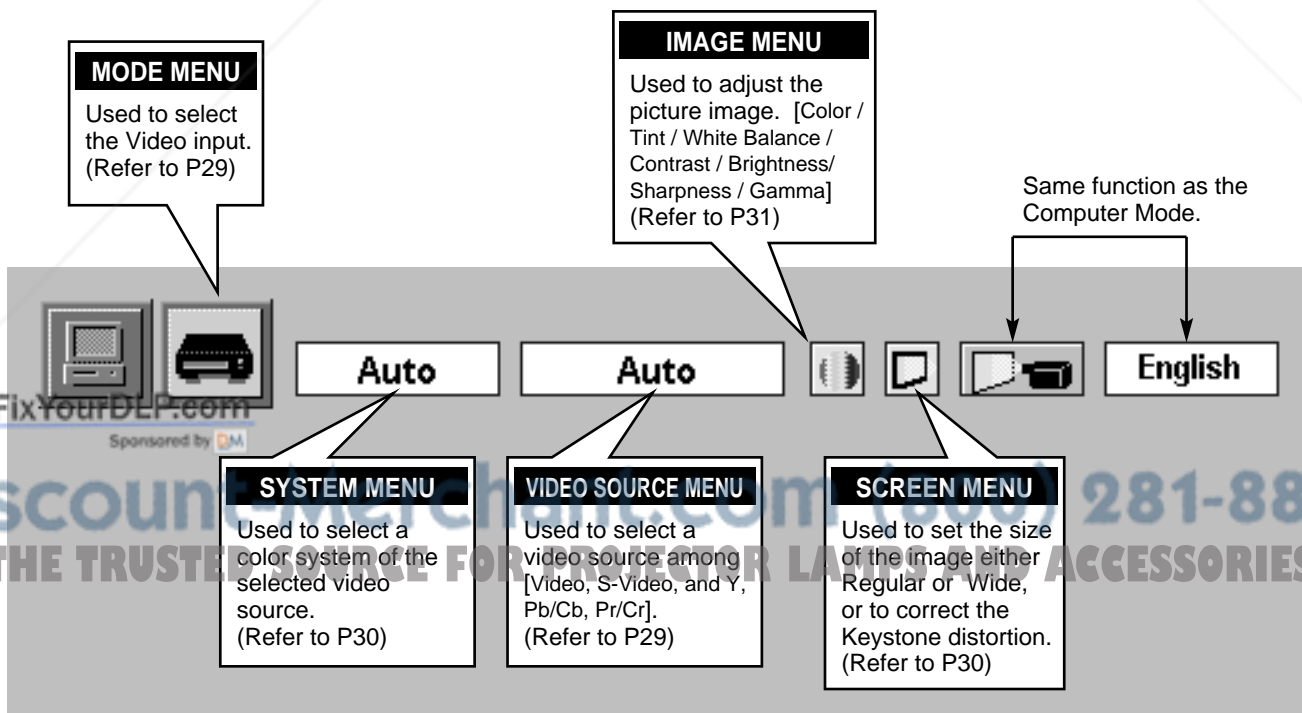 IMAGE MENU
Used to adjust the
picture image. [Color /
Tint / White Balance /
Contrast / Brightness/
Sharpness / Gamma]
(Refer to P31)
MODE MENU
Used to select
the Video input.
(Refer to P29)
Same function as the
Computer Mode.
Auto
Auto
English
FixYourDLP.com
Sponsored by DM
SYSTEM MENU
Used to select a
color system of the
selected video
source.
(Refer to P30)
VIDEO SOURCE MENU
Used to select a
video source among
[Video, S-Video, and Y,
Pb/Cb, Pr/Cr].
(Refer to P29)
SCREEN MENU
Used to set the size
of the image either
Regular or Wide,
or to correct the
Keystone distortion.
(Refer to P30)
scount-Merchant.com (800) 281-88
THE TRUSTED SOURCE FOR PROJECTOR LAMPS AND ACCESSORIES